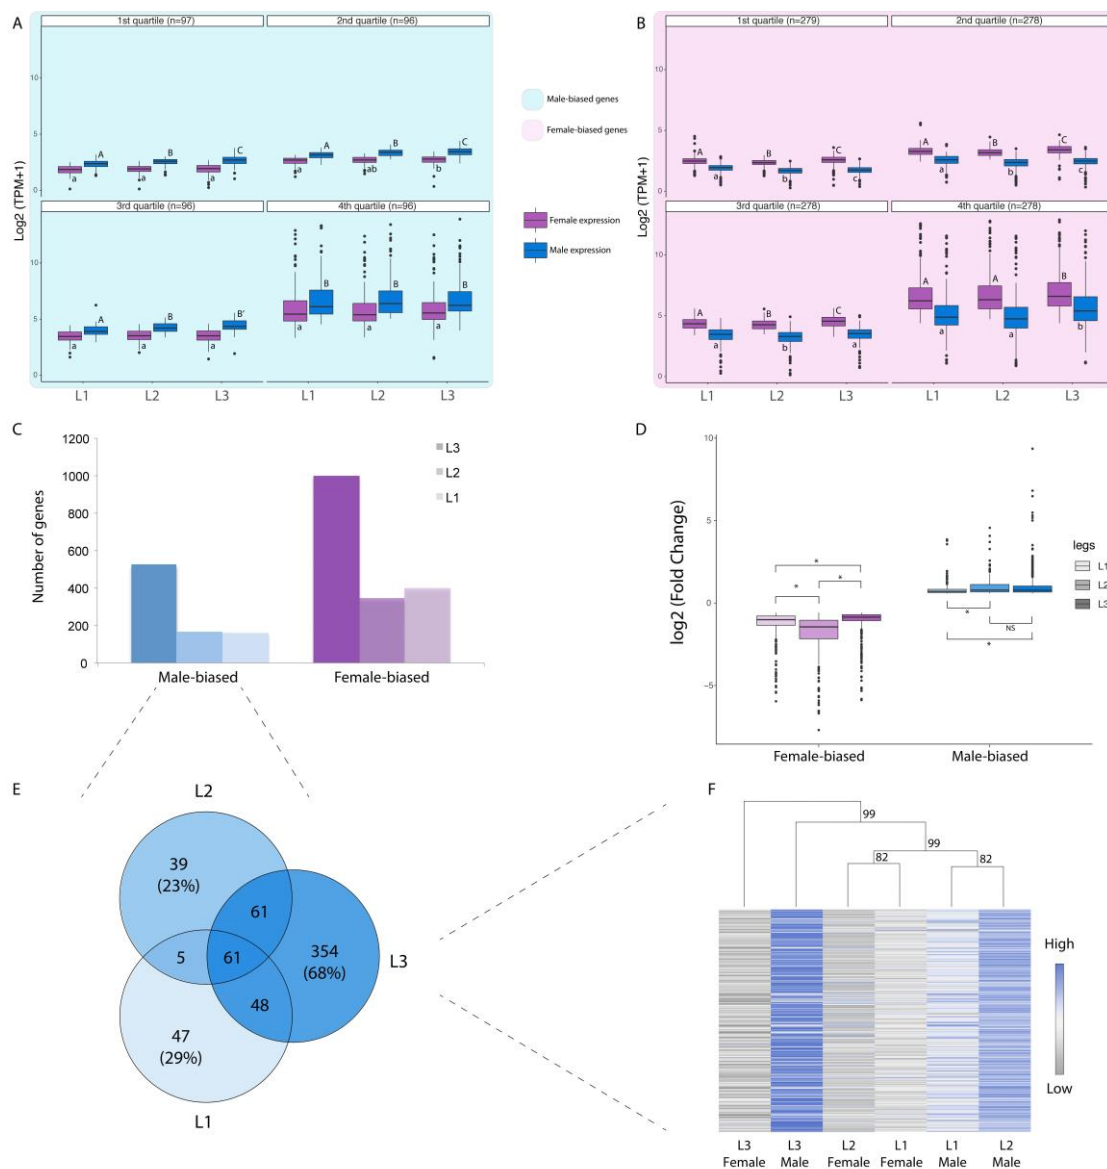 A
1st quartile (n=97)
2nd quartile (n=96)
10
5
0
A
B
C
A
B
C
a
a
a
a
ab
b
3rd quartile (n=96)
4th quartile (n=96)
10
5
0
A
B
B'
B
B
B
a
a
a
a
a
a
Log2 (TPM+1)
L1
L2
L3
L1
L2
L3
Male-biased genes
Female-biased genes
Female expression
Male expression
B
1st quartile (n=279)
2nd quartile (n=278)
10
5
0
A
B
C
A
B
C
a
b
c
a
b
c
3rd quartile (n=278)
4th quartile (n=278)
10
5
0
A
B
C
A
A
B
a
b
a
a
a
b
Log2 (TPM+1)
L1
L2
L3
L1
L2
L3
C
1200
1000
800
600
400
200
0
Number of genes
L3
L2
L1
Male-biased
Female-biased
D
10
5
0
−5
log2 (Fold Change)
*
*
*
*
NS
*
legs
L1
L2
L3
Female-biased
Male-biased
E
L2
39
(23%)
61
5
61
354
(68%)
L3
48
47
(29%)
L1
F
99
99
82
82
High
Low
L3 Female
L3 Male
L2 Female
L1 Female
L1 Male
L2 Male